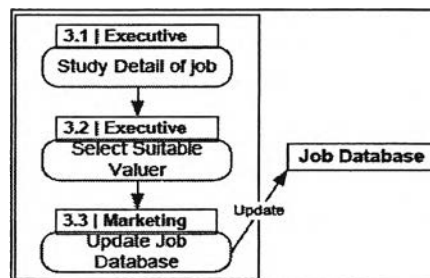 3.1 | Executive
Study Detail of job
3.2 | Executive
Select Suitable
Valuer
Job Database
Update
3.3 | Marketing
Update Job
Database